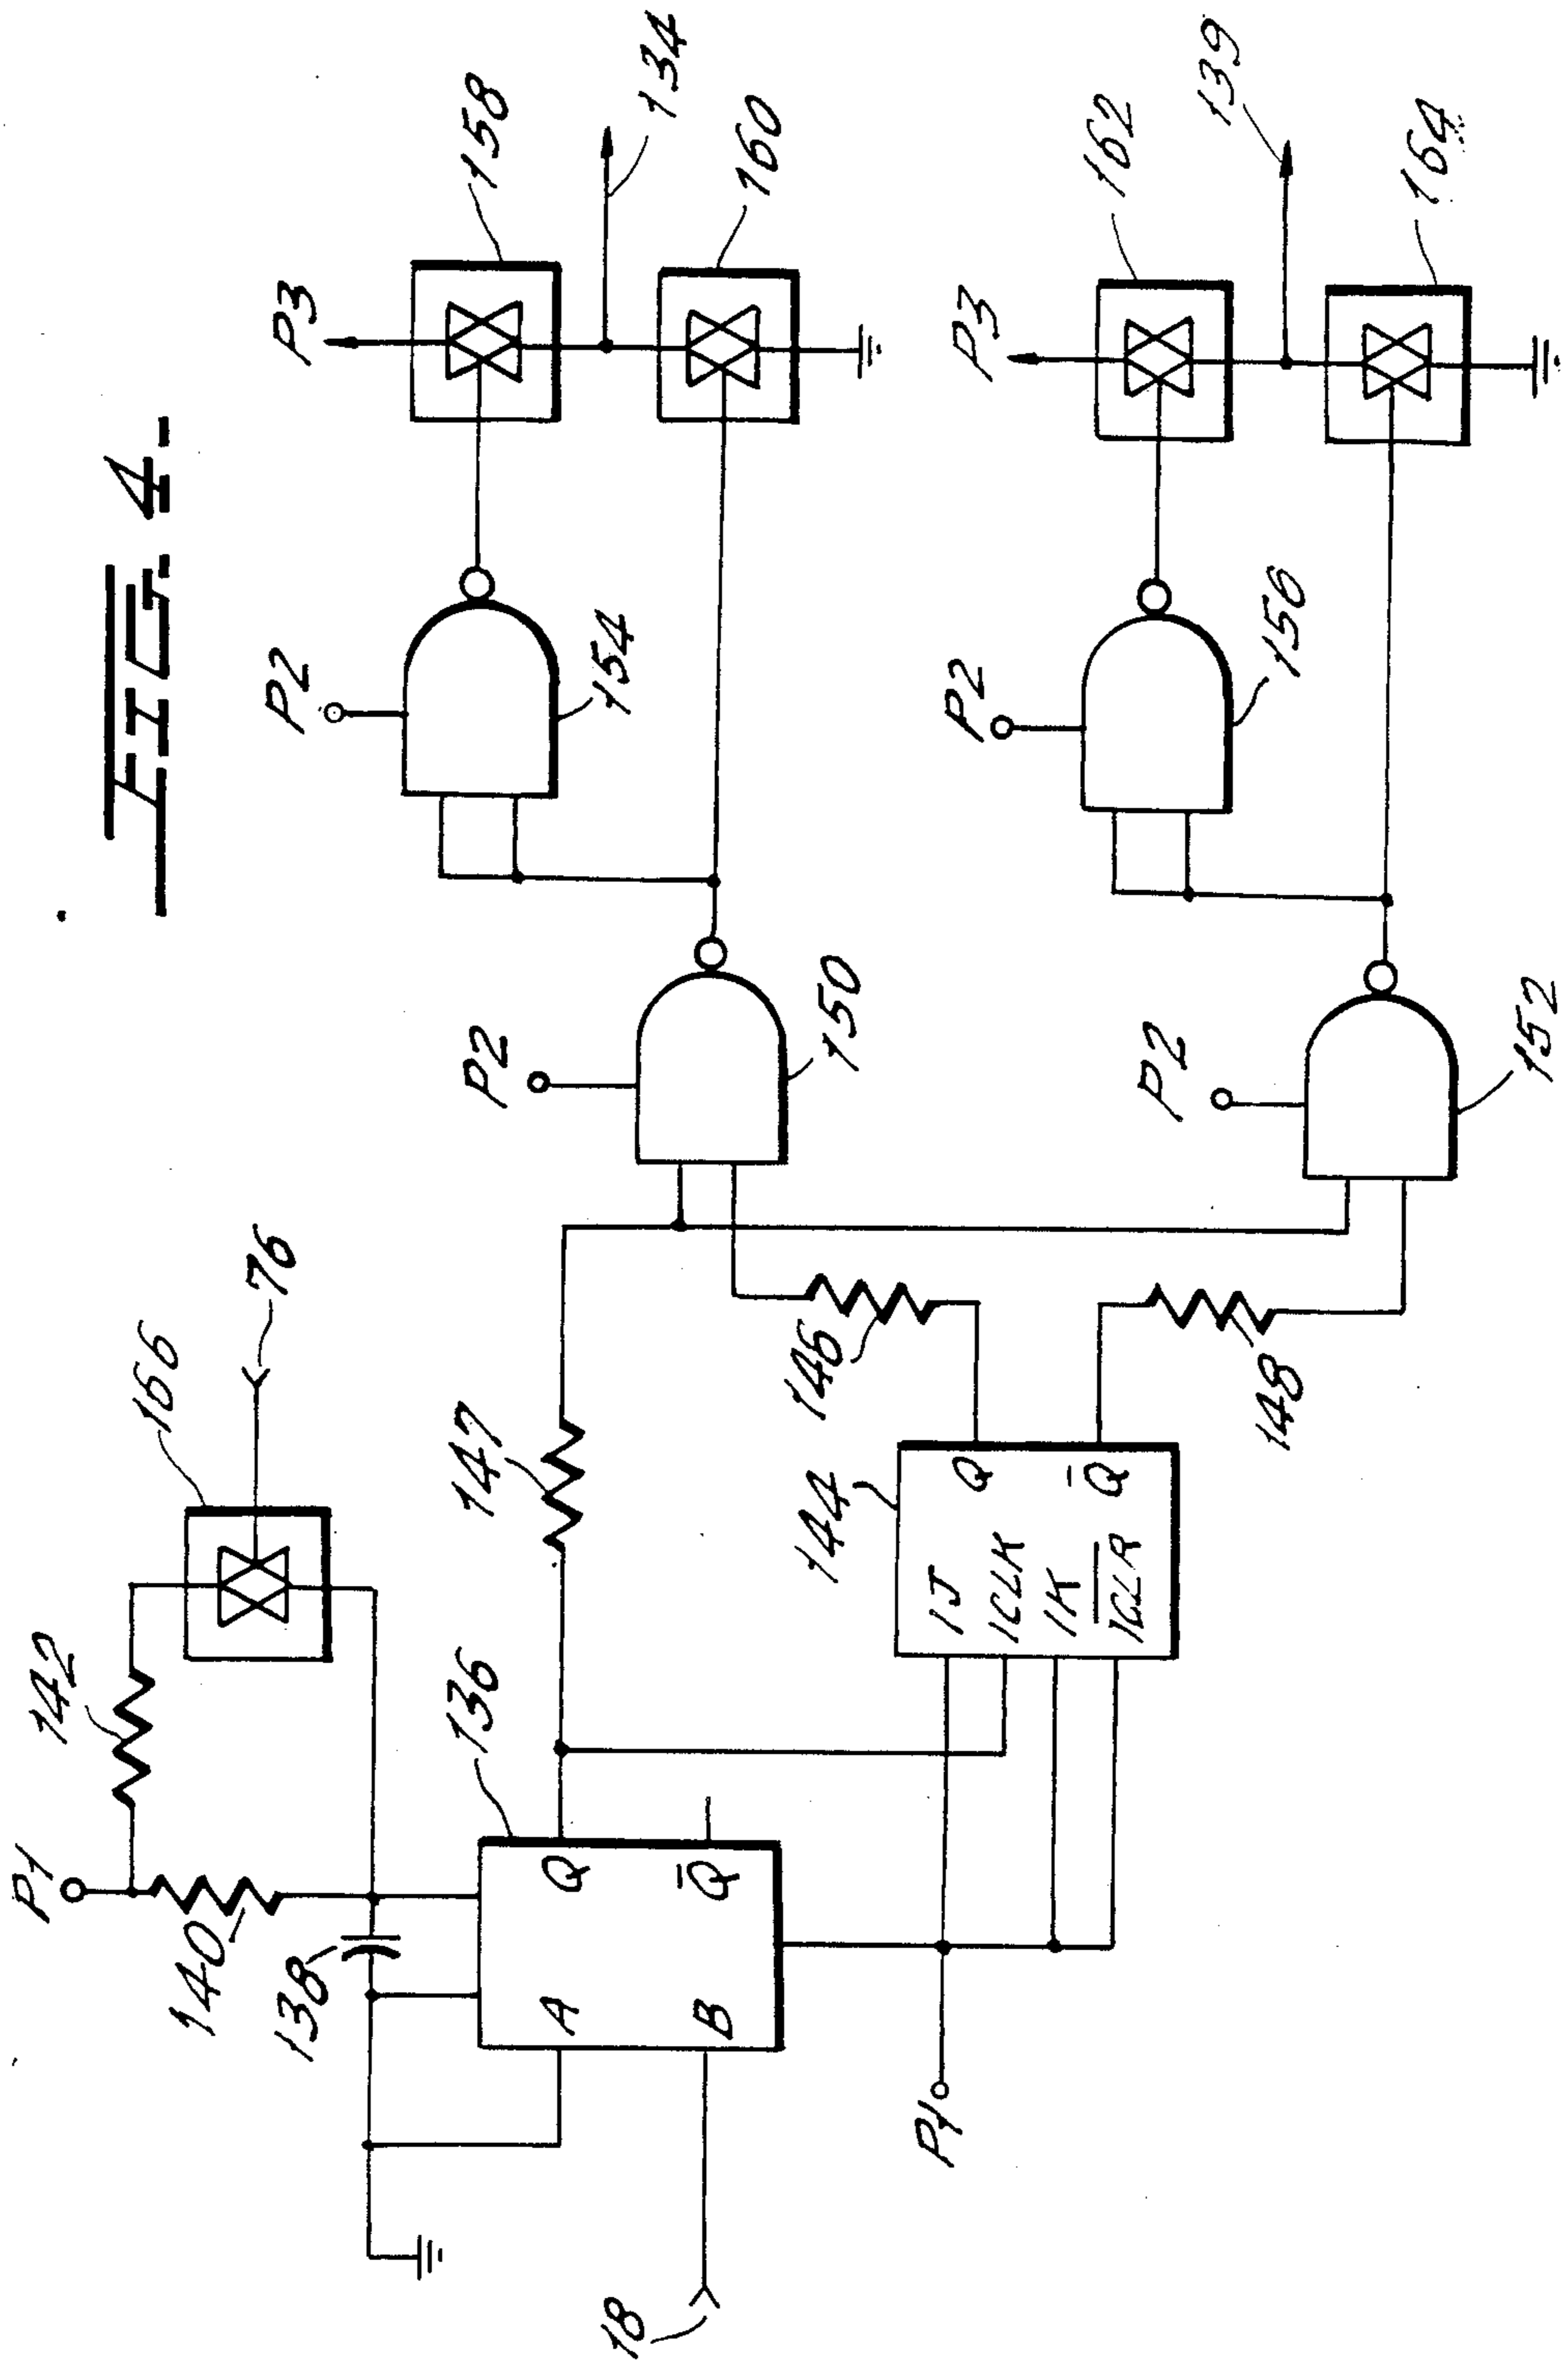 FIG. 4.
P1
142
166
76
140
138
136
A
B
Q
Q̅
18
P1
147
144
1J
1CLK
1K
1C̅L̅R̅
Q
Q̅
146
148
P2
150
P2
152
P2
154
P2
156
P3
158
134
160
P3
162
139
164